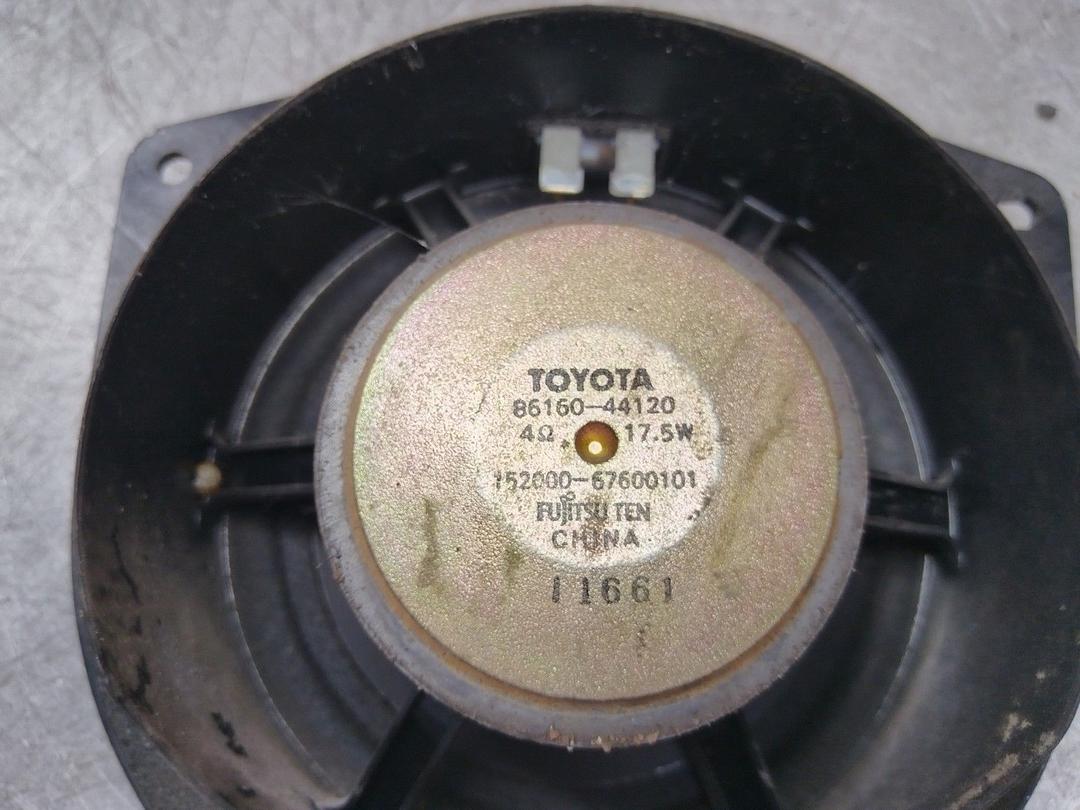 TOYOTA
86160-44120
4Ω 17.5W
152000-67600101
FUJITSU TEN
CHINA
11661